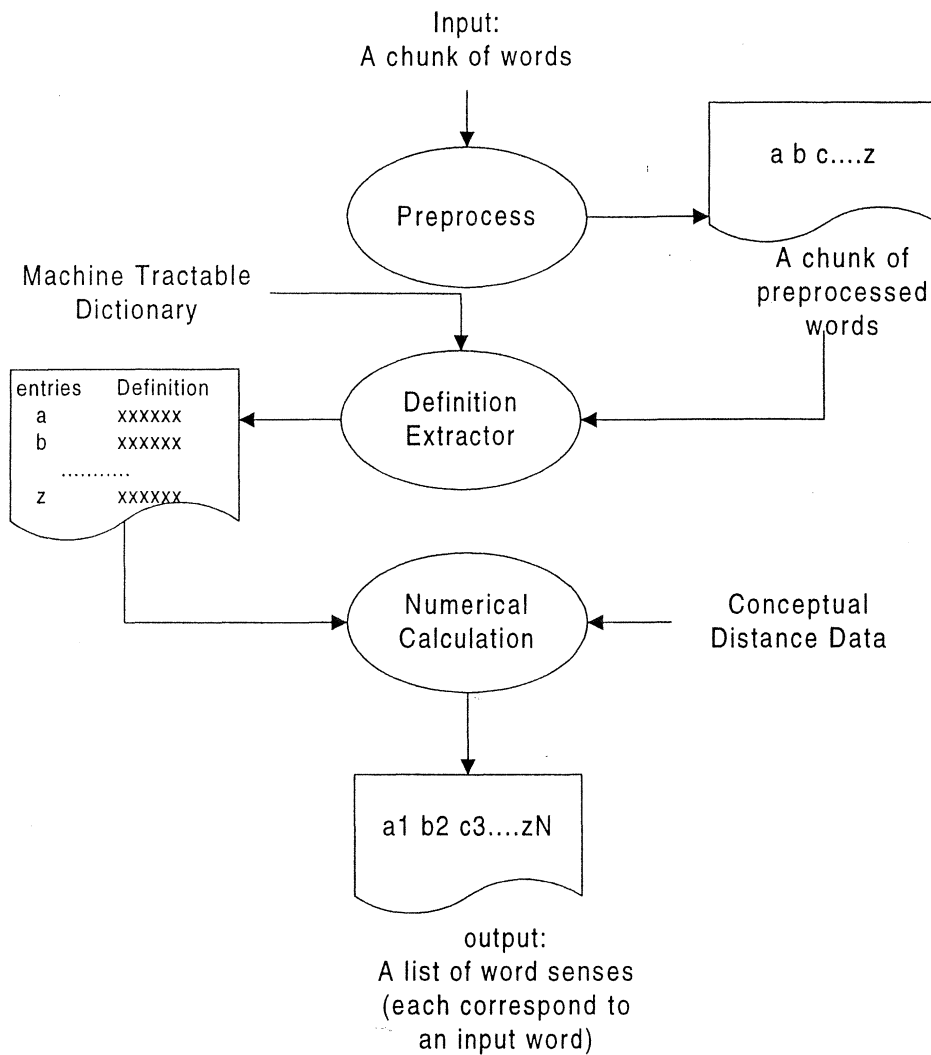 Input:
A chunk of words
Preprocess
a b c....z
A chunk of
preprocessed
words
Machine Tractable
Dictionary
Definition
Extractor
entries Definition
a xxxxxx
b xxxxxx
...........
z xxxxxx
Numerical
Calculation
Conceptual
Distance Data
a1 b2 c3....zN
output:
A list of word senses
(each correspond to
an input word)